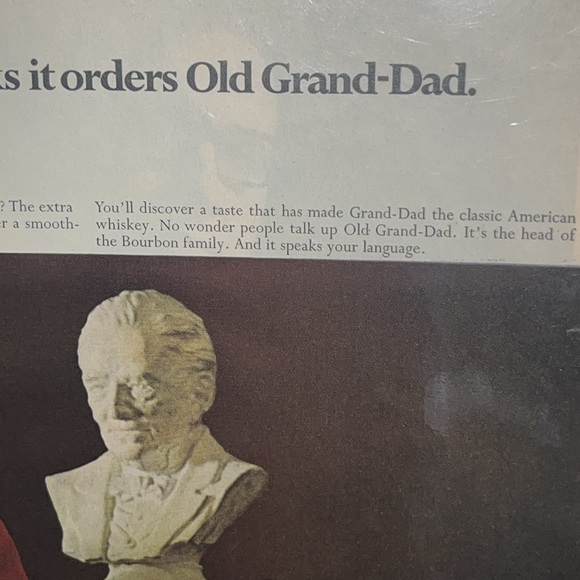 s it orders Old Grand-Dad.
? The extra
r a smooth-
You'll discover a taste that has made Grand-Dad the classic American
whiskey. No wonder people talk up Old Grand-Dad. It's the head of
the Bourbon family. And it speaks your language.